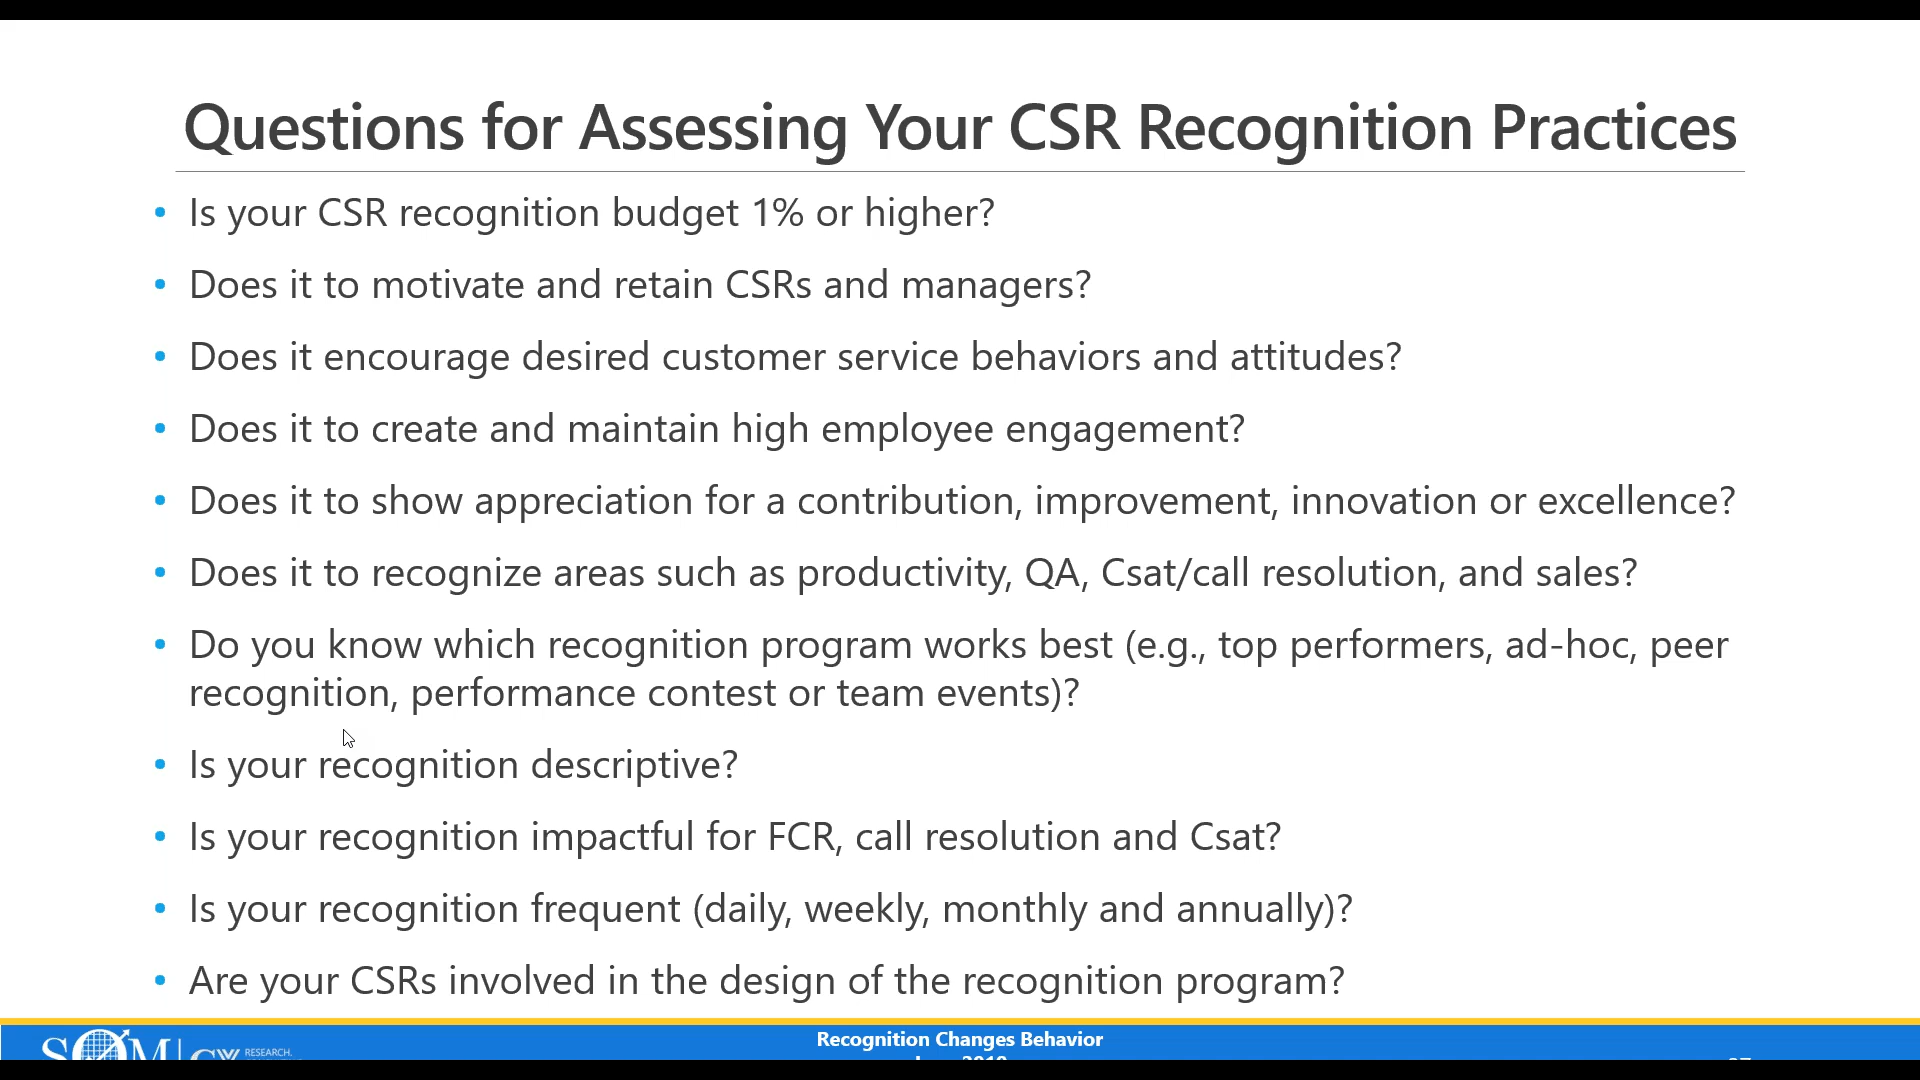 Questions for Assessing Your CSR Recognition Practices
• Is your CSR recognition budget 1% or higher?
• Does it to motivate and retain CSRs and managers?
• Does it encourage desired customer service behaviors and attitudes?
• Does it to create and maintain high employee engagement?
• Does it to show appreciation for a contribution, improvement, innovation or excellence?
• Does it to recognize areas such as productivity, QA, Csat/call resolution, and sales?
• Do you know which recognition program works best (e.g., top performers, ad-hoc, peer
recognition, performance contest or team events)?
• Is your recognition descriptive?
• Is your recognition impactful for FCR, call resolution and Csat?
• Is your recognition frequent (daily, weekly, monthly and annually)?
• Are your CSRs involved in the design of the recognition program?
Recognition Changes Behavior
SQM | CX RESEARCH.